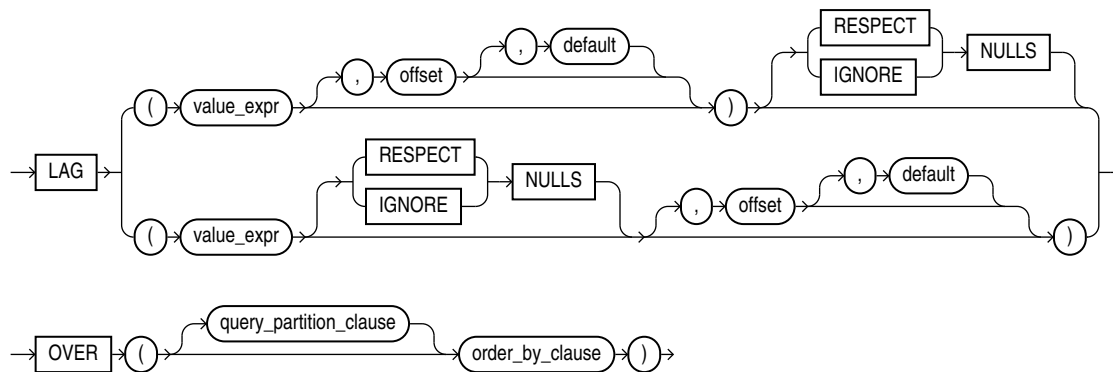 RESPECT
, default
, offset IGNORE NULLS
( value_expr )
RESPECT
LAG NULLS , default
IGNORE , offset
( value_expr )
query_partition_clause
OVER ( order_by_clause )